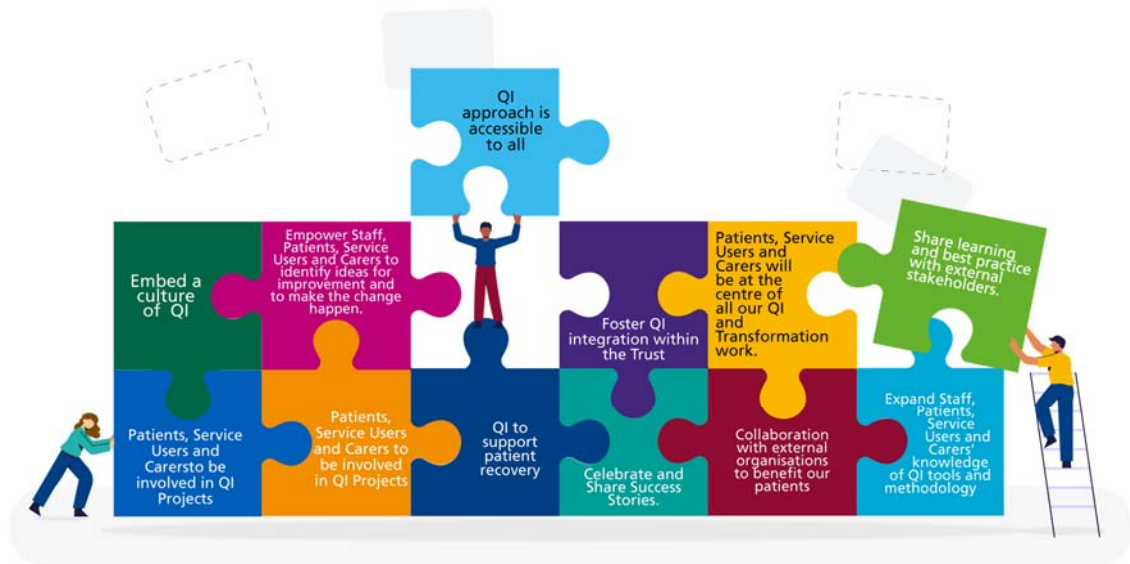 QI
approach is
accessible
to all
Embed a
culture
of QI
Empower Staff,
Patients, Service
Users and Carers to
identify ideas for
improvement and
to make the change
happen.
Foster QI
integration within
the Trust
Patients, Service
Users and
Carers will
be at the
centre of
all our QI
and
Transformation
work.
Share learning
and best practice
with external
stakeholders.
Patients, Service
Users and
Carersto be
involved in QI
Projects
Patients,
Service Users
and Carers to
be involved
in QI Projects
QI to
support
patient
recovery
Celebrate and
Share Success
Stories.
Collaboration
with external
organisations
to benefit our
patients
Expand Staff,
Patients,
Service
Users and
Carers'
knowledge
of QI tools and
methodology